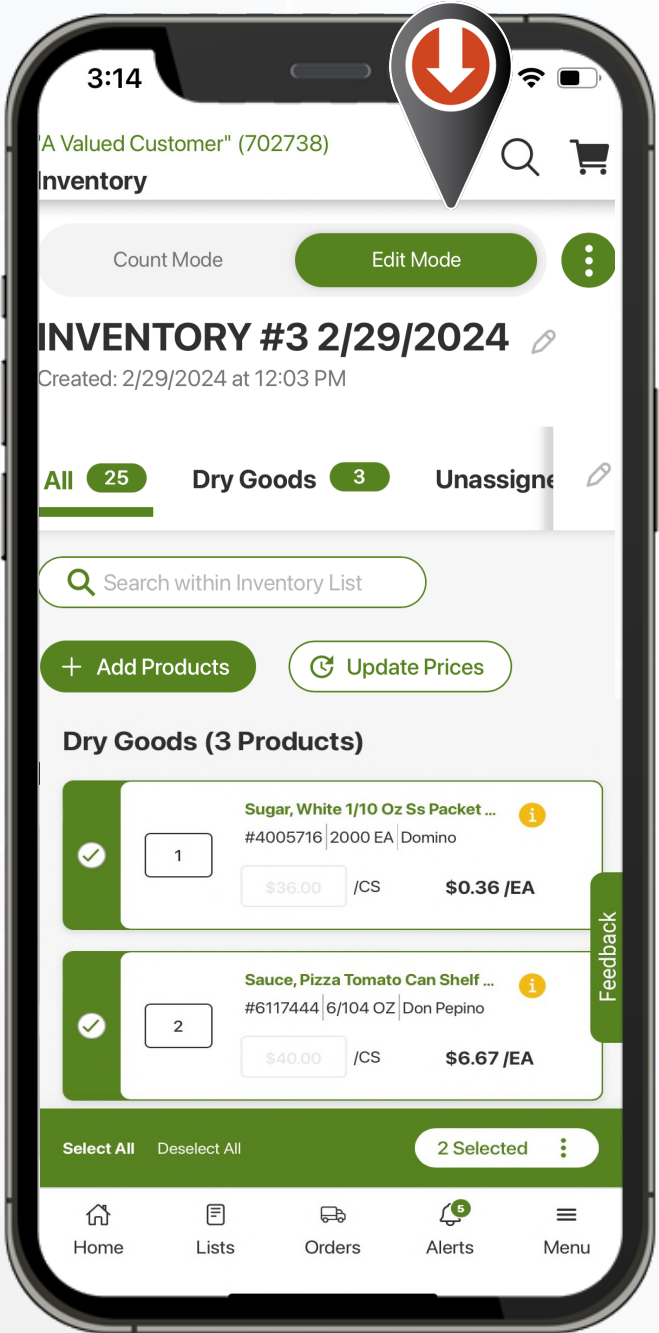 3:14
"A Valued Customer" (702738)
Inventory
Count Mode
Edit Mode
INVENTORY #3 2/29/2024
Created: 2/29/2024 at 12:03 PM
All 25 Dry Goods 3 Unassigne
Search within Inventory List
+ Add Products
Update Prices
Dry Goods (3 Products)
Sugar, White 1/10 Oz Ss Packet ...
1
#4005716 | 2000 EA | Domino
$36.00 /CS $0.36 /EA
Feedback
Sauce, Pizza Tomato Can Shelf ...
2
#6117444 | 6/104 OZ | Don Pepino
$40.00 /CS $6.67 /EA
Select All Deselect All 2 Selected
5
Home Lists Orders Alerts Menu